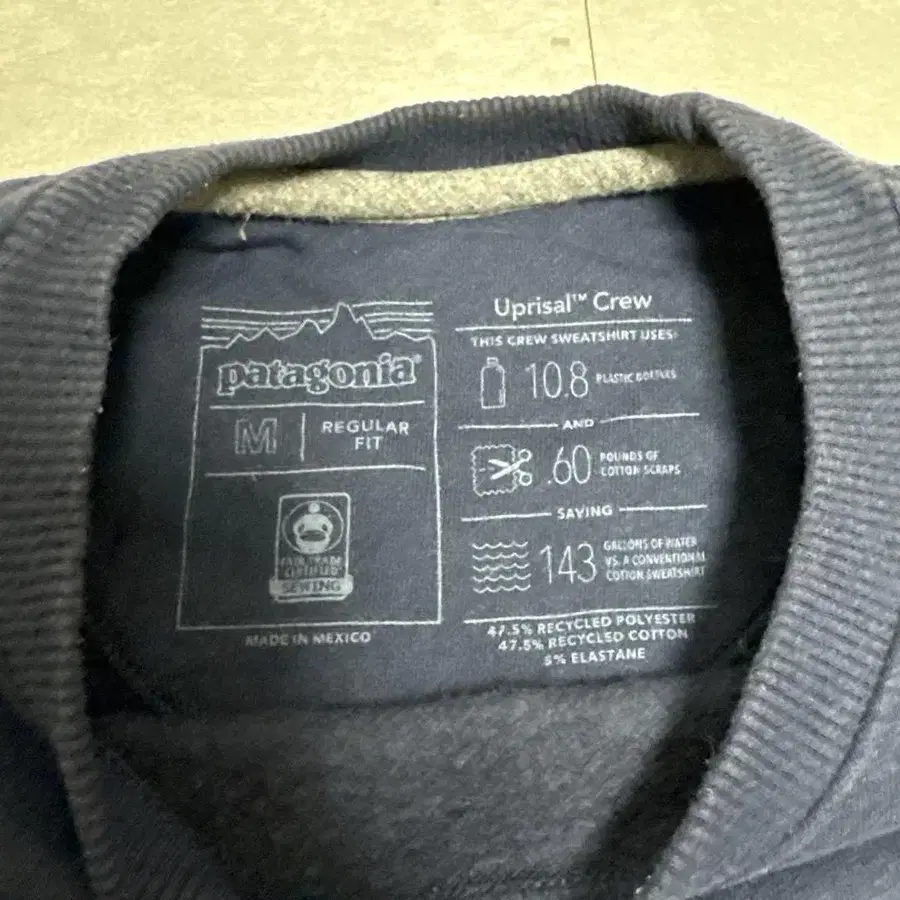 patagonia®
M
REGULAR
FIT
FAIR TRADE
CERTIFIED
SEWING
MADE IN MEXICO
Uprisal™ Crew
THIS CREW SWEATSHIRT USES:
10.8 PLASTIC BOTTLES
AND
.60 POUNDS OF
COTTON SCRAPS
SAVING
143 GALLONS OF WATER
VS. A CONVENTIONAL
COTTON SWEATSHIRT
47.5% RECYCLED POLYESTER
47.5% RECYCLED COTTON
5% ELASTANE